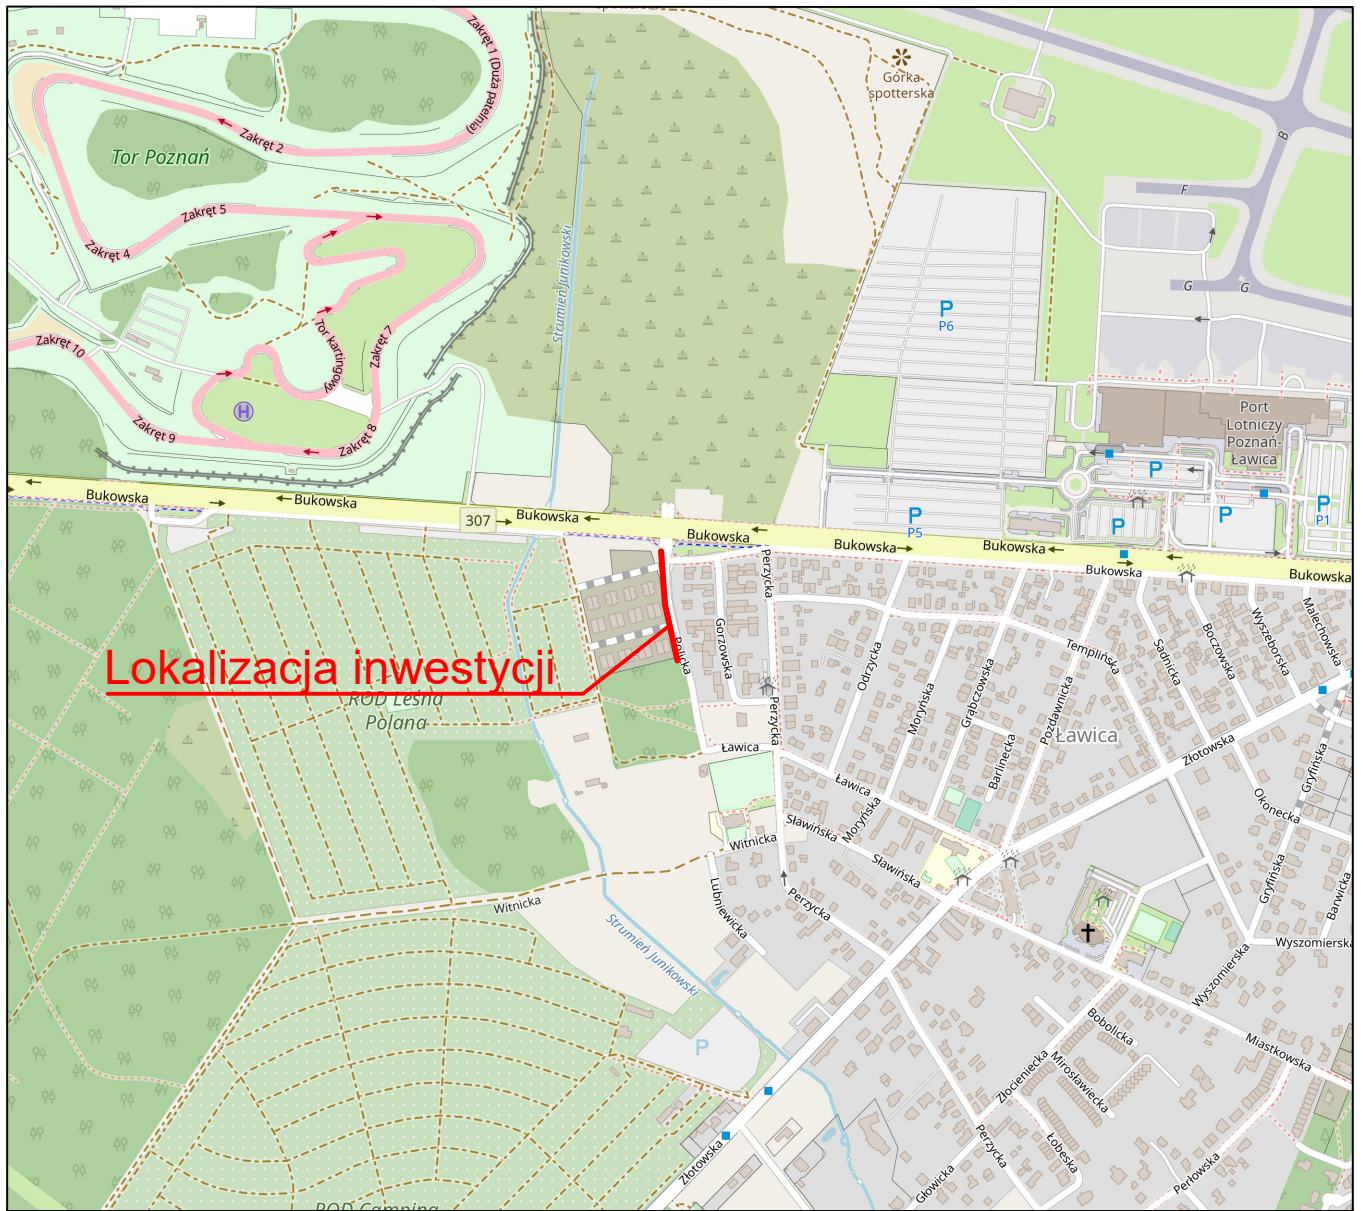 Zakręt 1 (Duża patelnia)
Górka
spotterska
Zakręt 2
Tor Poznań
B
F
Zakręt 5
Zakręt 4
Strumień Junikowski
G
G
P
P6
Tor kartingowy
Zakręt 7
Zakręt 10
H
Zakręt 9
Zakręt 8
Port
Lotniczy
Poznań-
Ławica
P
P
P
P
P1
P
P5
Bukowska
Bukowska
307
Bukowska
Bukowska
Bukowska
Bukowska
Bukowska
Bukowska
Perzycka
Gorzowska
Policka
Odrzycka
Templińska
Sadnicka
Boczowska
Wyszeborska
Malechowska
Lokalizacja inwestycji
ROD Leśna
Polana
Perzycka
Moryńska
Grąbczowska
Pozdawnicka
Barlinecka
Ławica
Złotowska
Gryfińska
Ławica
Ławica
Moryńska
Okonecka
Sławińska
Witnicka
Sławińska
Lubniewicka
Perzycka
Witnicka
Gryfińska
Barwicka
Strumień Junikowski
Wyszomierska
Wyszomierska
P
Bobolicka
Miastkowska
Mirosławiecka
Złocieniecka
Perzycka
Łobeska
Złotowska
Głowicka
Perłowska
ROD Camping